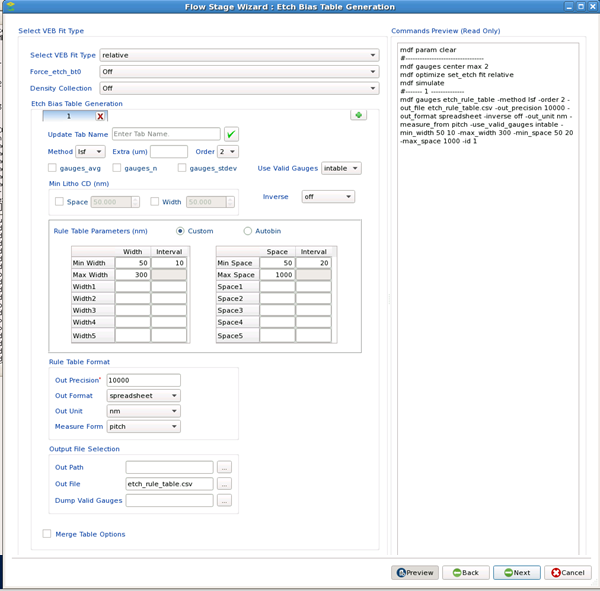 Flow Stage Wizard : Etch Bias Table Generation
Select VEB Fit Type
Select VEB Fit Type relative
Force_etch_bt0 Off
Density Collection Off
Etch Bias Table Generation
1 X
Update Tab Name Enter Tab Name.
Method lsf Extra (um) Order 2
gauges_avg gauges_n gauges_stdev Use Valid Gauges intable
Min Litho CD (nm)
Space 50.000 Width 50.000 Inverse off
Rule Table Parameters (nm) Custom Autobin
Width Interval
Min Width 50 10
Max Width 300
Width1
Width2
Width3
Width4
Width5
Space Interval
Min Space 50 20
Max Space 1000
Space1
Space2
Space3
Space4
Space5
Rule Table Format
Out Precision* 10000
Out Format spreadsheet
Out Unit nm
Measure Form pitch
Output File Selection
Out Path ...
Out File etch_rule_table.csv ...
Dump Valid Gauges ...
Merge Table Options
Commands Preview (Read Only)
mdf param clear
#----------------------------
mdf gauges center max 2
mdf optimize set_etch fit relative
mdf simulate
#------- 1 -------------
mdf gauges etch_rule_table -method lsf -order 2 -
out_file etch_rule_table.csv -out_precision 10000 -
out_format spreadsheet -inverse off -out_unit nm -
measure_from pitch -use_valid_gauges intable -
min_width 50 10 -max_width 300 -min_space 50 20
-max_space 1000 -id 1
Preview Back Next Cancel